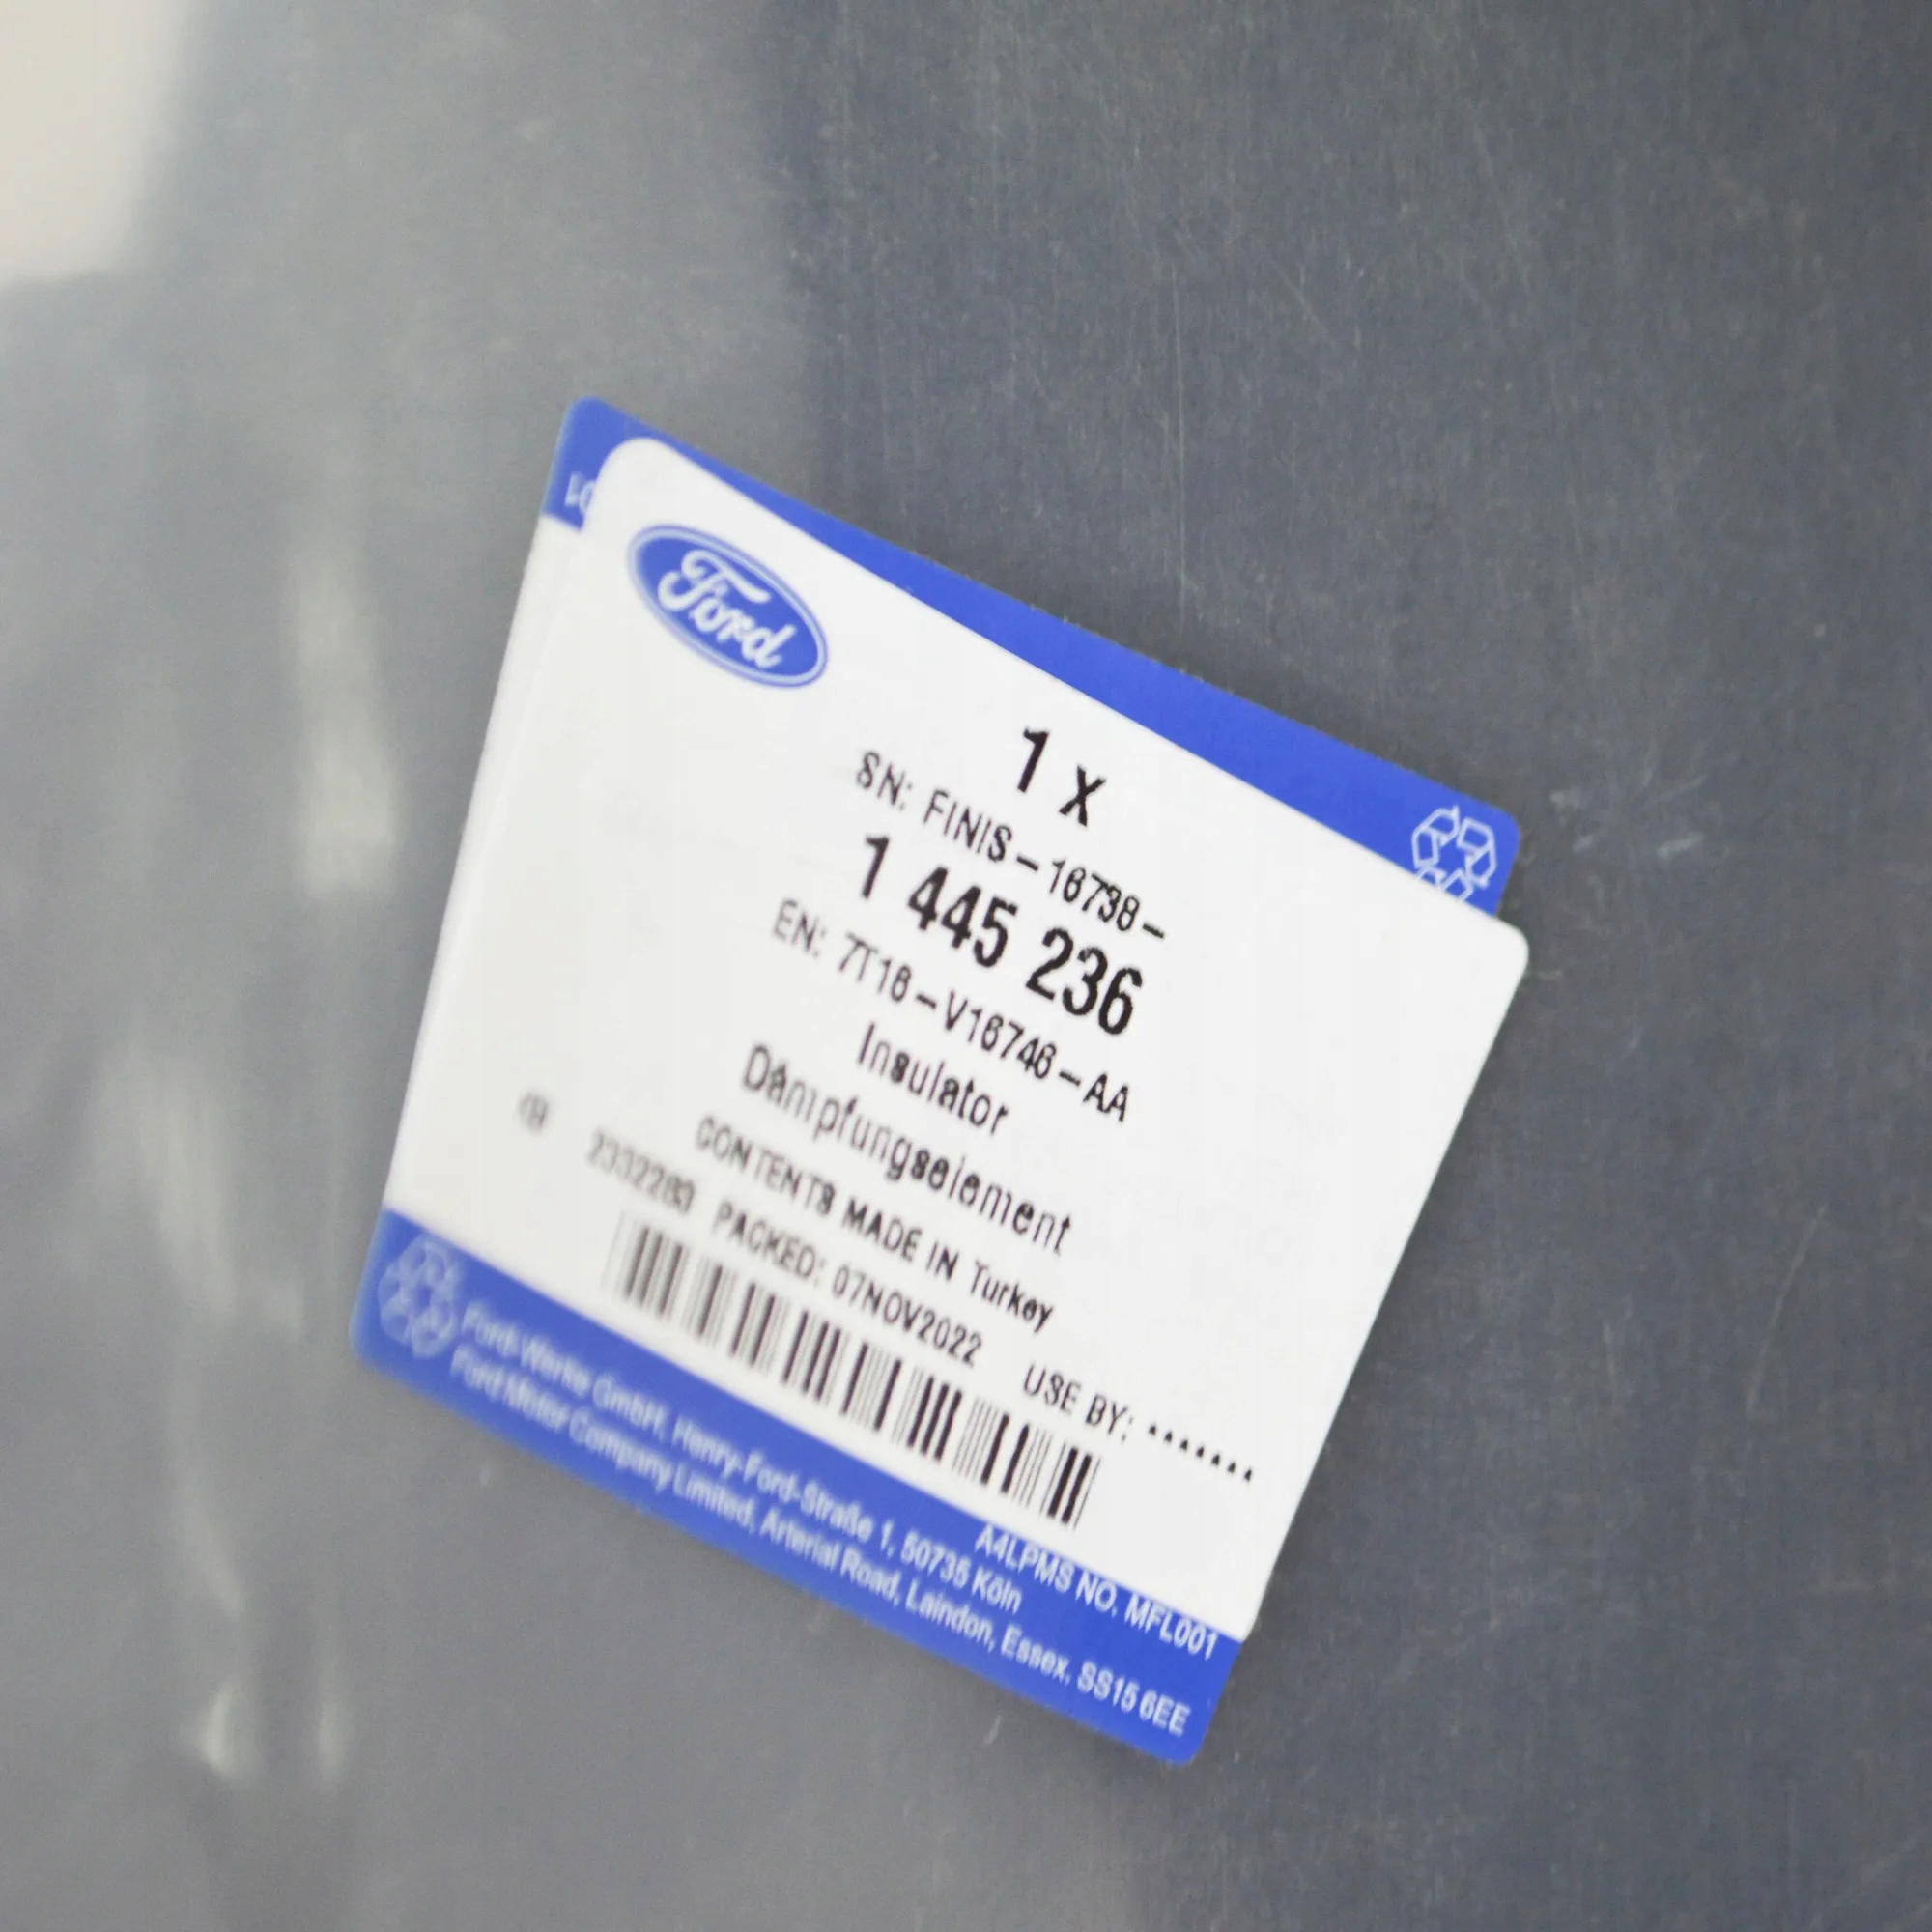 Ford
1 X
SN: FINIS-16738-
1 445 236
EN: 7T16-V16746-AA
Insulator
Dämpfungselement
CONTENTS MADE IN Turkey
PACKED: 07NOV2022 USE BY: *******
A4LPMS NO. MFL001
Ford-Werke GmbH, Henry-Ford-Straße 1, 50735 Köln
Ford Motor Company Limited, Arterial Road, Laindon, Essex, SS15 6EE